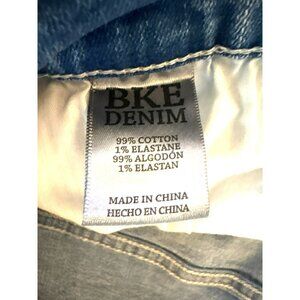 BKE
DENIM
99% COTTON
1% ELASTANE
99% ALGODÓN
1% ELASTAN
MADE IN CHINA
HECHO EN CHINA